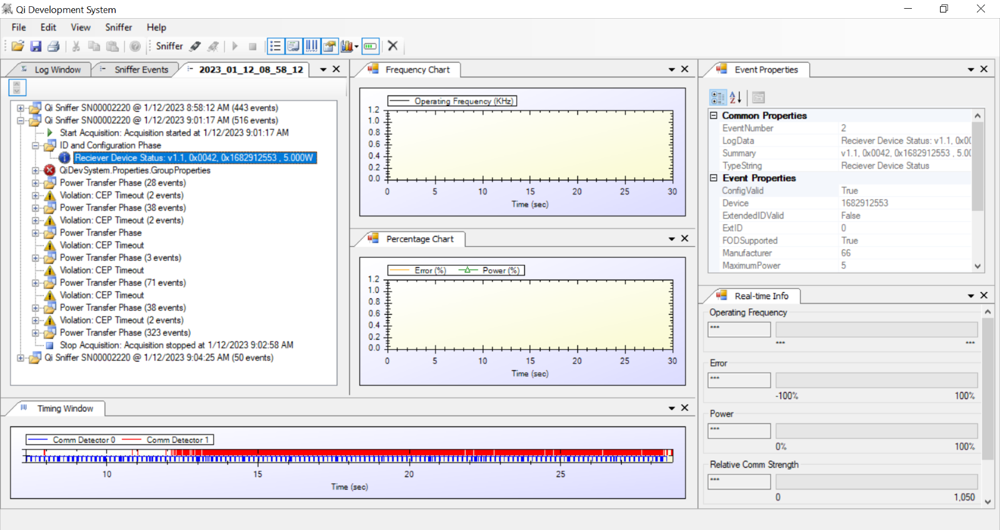 氣 Qi Development System
File Edit View Sniffer Help
Sniffer
Log Window Sniffer Events 2023_01_12_08_58_12
Qi Sniffer SN00002220 @ 1/12/2023 8:58:12 AM (443 events)
Qi Sniffer SN00002220 @ 1/12/2023 9:01:17 AM (516 events)
Start Acquisition: Acquisition started at 1/12/2023 9:01:17 AM
ID and Configuration Phase
Reciever Device Status: v1.1, 0x0042, 0x1682912553 , 5.000W
QiDevSystem.Properties.GroupProperties
Power Transfer Phase (28 events)
Violation: CEP Timeout (2 events)
Power Transfer Phase (38 events)
Violation: CEP Timeout (2 events)
Power Transfer Phase
Violation: CEP Timeout
Power Transfer Phase (3 events)
Violation: CEP Timeout
Power Transfer Phase (71 events)
Violation: CEP Timeout
Power Transfer Phase (38 events)
Violation: CEP Timeout (2 events)
Power Transfer Phase (323 events)
Stop Acquisition: Acquisition stopped at 1/12/2023 9:02:58 AM
Qi Sniffer SN00002220 @ 1/12/2023 9:04:25 AM (50 events)
Frequency Chart
Operating Frequency (KHz)
1.2
1.0
0.8
0.6
0.4
0.2
0.0
0 5 10 15 20 25 30
Time (sec)
Percentage Chart
Error (%) Power (%)
1.2
1.0
0.8
0.6
0.4
0.2
0.0
0 5 10 15 20 25 30
Time (sec)
Event Properties
Common Properties
EventNumber 2
LogData Reciever Device Status: v1.1, 0x00
Summary v1.1, 0x0042, 0x1682912553 , 5.00
TypeString Reciever Device Status
Event Properties
ConfigValid True
Device 1682912553
ExtendedIDValid False
ExtID 0
FODSupported True
Manufacturer 66
MaximumPower 5
Real-time Info
Operating Frequency
***
*** ***
Error
***
-100% 100%
Power
***
0% 100%
Relative Comm Strength
***
0 1,050
Timing Window
Comm Detector 0 Comm Detector 1
10 15 20 25
Time (sec)